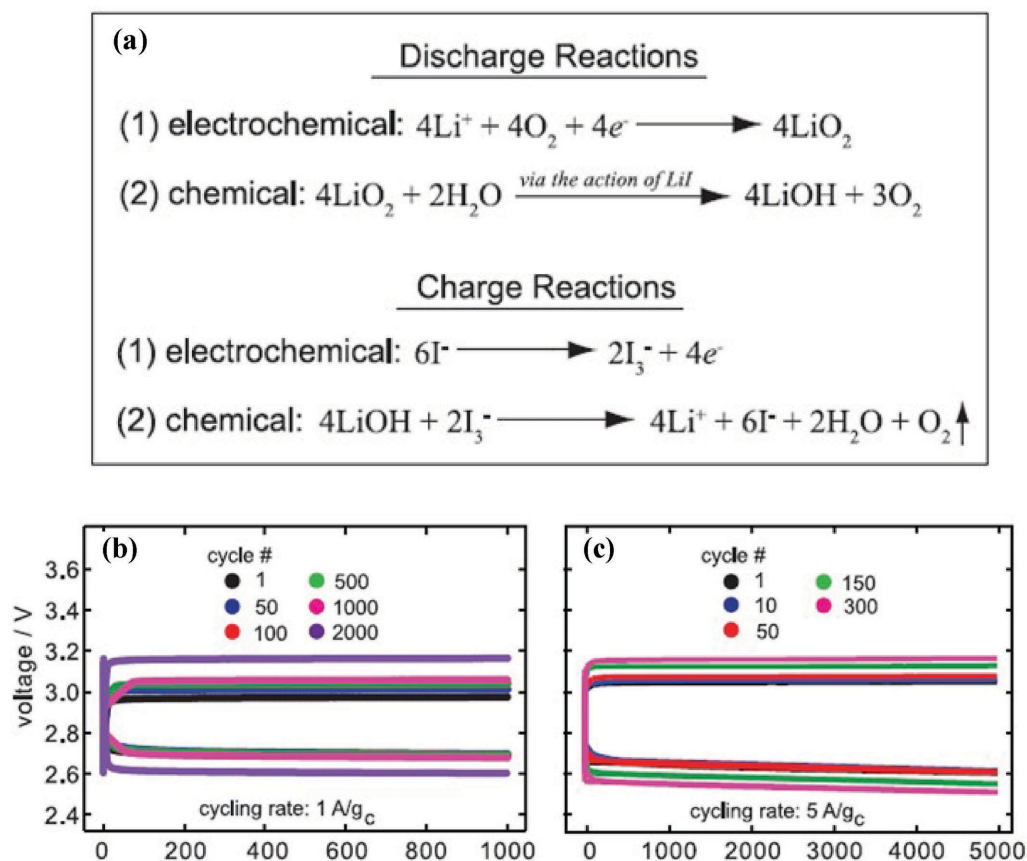 (a)
Discharge Reactions
(1) electrochemical: 4Li⁺ + 4O₂ + 4e⁻ ⟶ 4LiO₂
(2) chemical: 4LiO₂ + 2H₂O via the action of LiI ⟶ 4LiOH + 3O₂
Charge Reactions
(1) electrochemical: 6I⁻ ⟶ 2I₃⁻ + 4e⁻
(2) chemical: 4LiOH + 2I₃⁻ ⟶ 4Li⁺ + 6I⁻ + 2H₂O + O₂↑
(b)
cycle #
1 500
50 1000
100 2000
voltage / V
3.6
3.2
3.0
2.8
2.6
2.4
cycling rate: 1 A/g_C
0 200 400 600 800 1000
(c)
cycle #
1 150
10 300
50
cycling rate: 5 A/g_C
0 1000 2000 3000 4000 5000